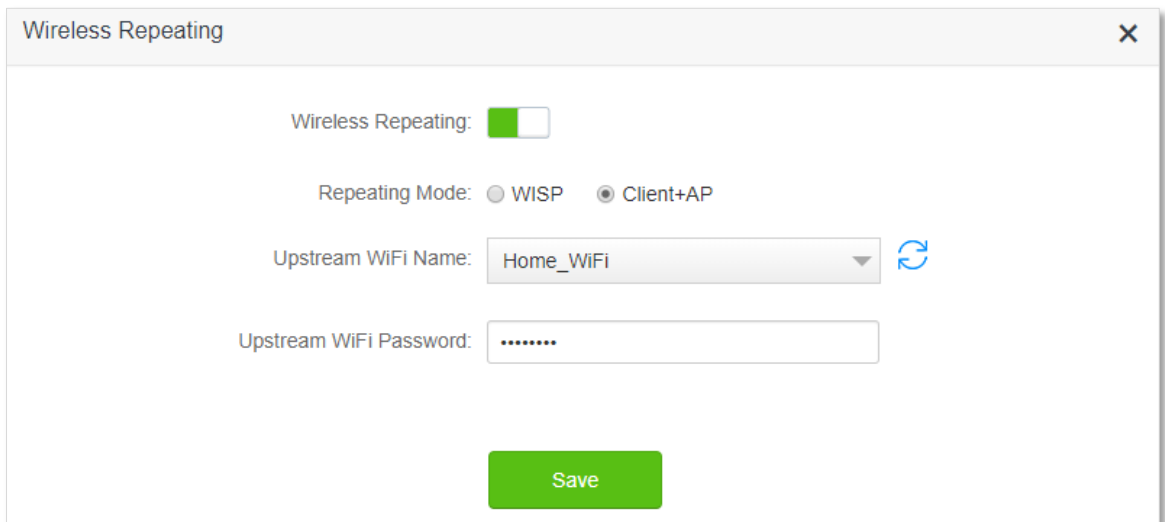 Wireless Repeating
Wireless Repeating:
Repeating Mode: WISP Client+AP
Upstream WiFi Name: Home_WiFi
Upstream WiFi Password: ••••••••
Save